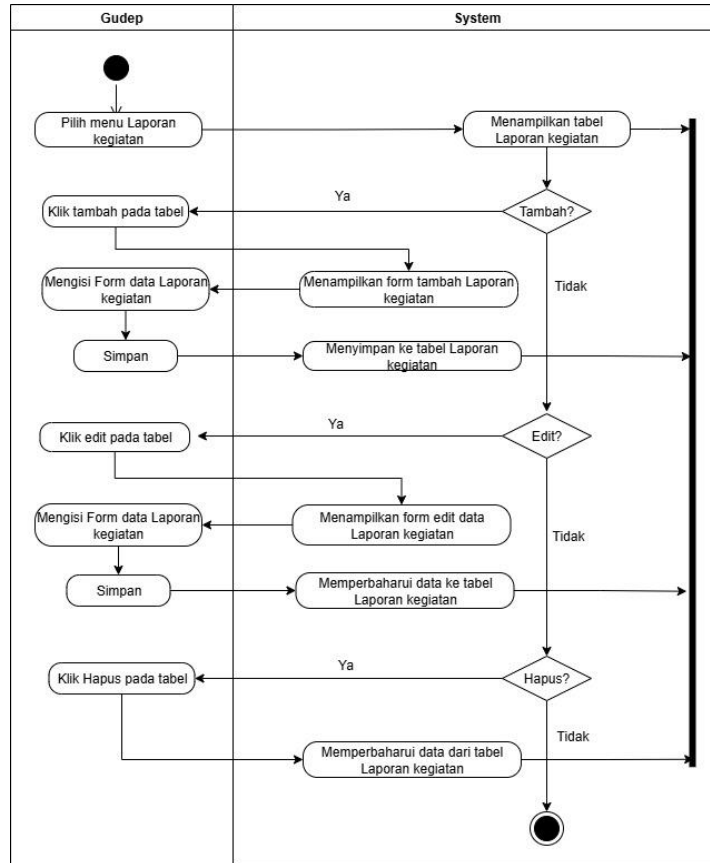 Gudep
System
Pilih menu Laporan
kegiatan
Menampilkan tabel
Laporan kegiatan
Klik tambah pada tabel
Ya
Tambah?
Mengisi Form data Laporan
kegiatan
Menampilkan form tambah Laporan
kegiatan
Tidak
Simpan
Menyimpan ke tabel Laporan
kegiatan
Klik edit pada tabel
Ya
Edit?
Mengisi Form data Laporan
kegiatan
Menampilkan form edit data
Laporan kegiatan
Tidak
Simpan
Memperbaharui data ke tabel
Laporan kegiatan
Klik Hapus pada tabel
Ya
Hapus?
Tidak
Memperbaharui data dari tabel
Laporan kegiatan